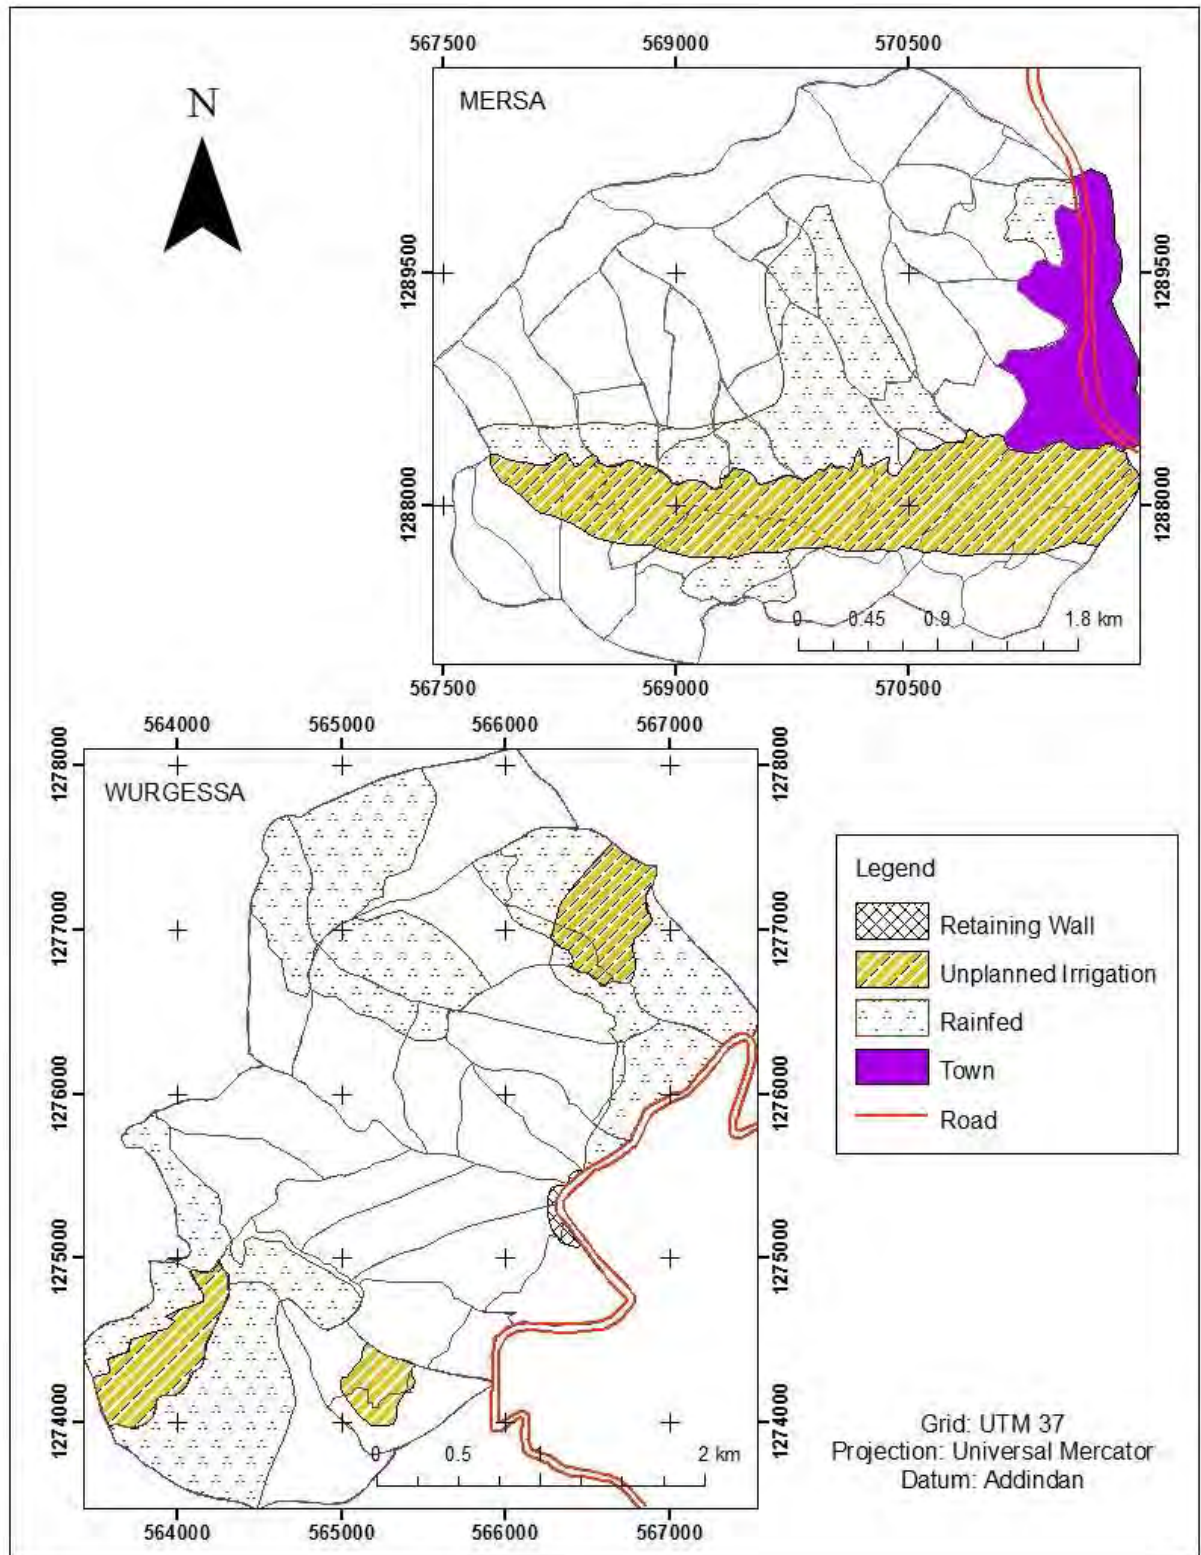 567500 569000 570500
N
MERSA
1289500 1289500
1288000 1288000
0 0.45 0.9 1.8 km
567500 569000 570500
564000 565000 566000 567000
1278000 1278000
WURGESSA
Legend
Retaining Wall
Unplanned Irrigation
Rainfed
Town
Road
1277000 1277000
1276000 1276000
1275000 1275000
1274000 1274000
0 0.5 2 km
Grid: UTM 37
Projection: Universal Mercator
Datum: Addindan
564000 565000 566000 567000